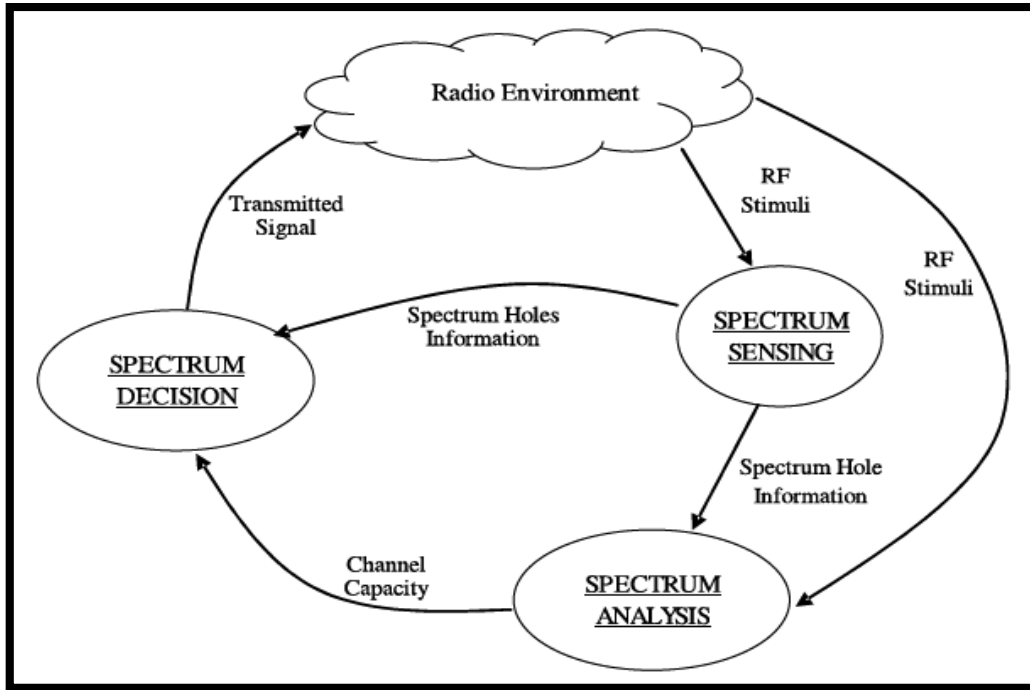 Radio Environment
RF
Stimuli
Transmitted
Signal
RF
Stimuli
Spectrum Holes
Information
SPECTRUM
SENSING
SPECTRUM
DECISION
Spectrum Hole
Information
Channel
Capacity
SPECTRUM
ANALYSIS